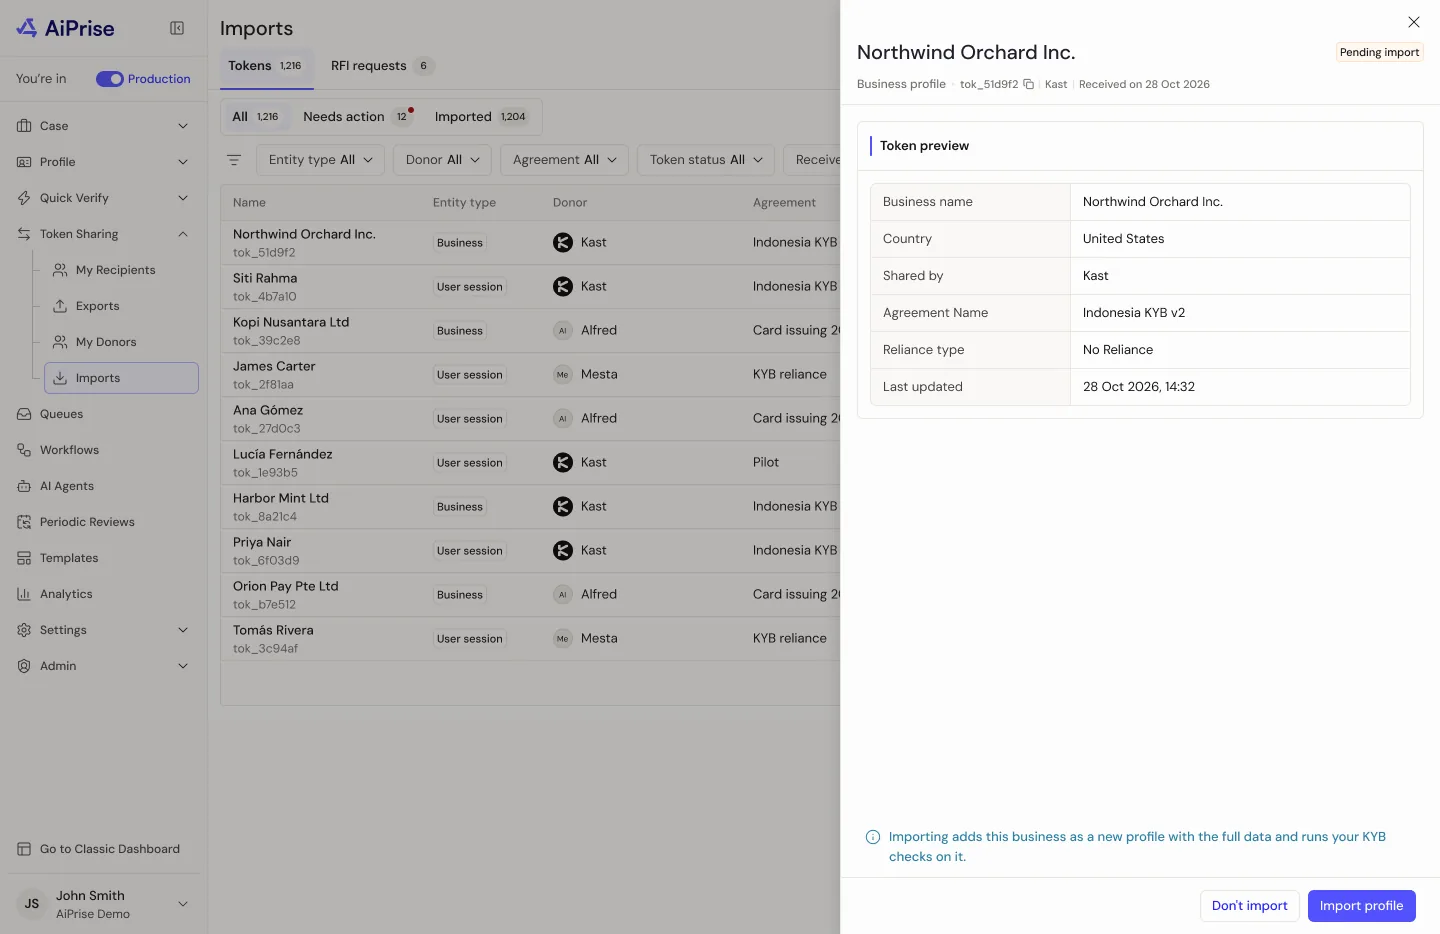 AiPrise
You're in
Production
Case
Profile
Quick Verify
Token Sharing
My Recipients
Exports
My Donors
Imports
Queues
Workflows
AI Agents
Periodic Reviews
Templates
Analytics
Settings
Admin
Go to Classic Dashboard
JS
John Smith
AiPrise Demo
Imports
Tokens 1,216 RFI requests 6
All 1,216 Needs action 12 Imported 1,204
Entity type All Donor All Agreement All Token status All
Name Entity type Donor Agreement
Northwind Orchard Inc.
tok_51d9f2
Business Kast Indonesia KYB
Siti Rahma
tok_4b7a10
User session Kast Indonesia KYB
Kopi Nusantara Ltd
tok_39c2e8
Business Al Alfred Card issuing
James Carter
tok_2f81aa
User session Me Mesta KYB reliance
Ana Gómez
tok_27d0c3
User session Al Alfred Card issuing
Lucía Fernández
tok_1e93b5
User session Kast Pilot
Harbor Mint Ltd
tok_8a21c4
Business Kast Indonesia KYB
Priya Nair
tok_6f03d9
User session Kast Indonesia KYB
Orion Pay Pte Ltd
tok_b7e512
Business Al Alfred Card issuing
Tomás Rivera
tok_3c94af
User session Me Mesta KYB reliance
Northwind Orchard Inc.
Pending import
Business profile · tok_51d9f2 Kast Received on 28 Oct 2026
Token preview
Business name Northwind Orchard Inc.
Country United States
Shared by Kast
Agreement Name Indonesia KYB v2
Reliance type No Reliance
Last updated 28 Oct 2026, 14:32
Importing adds this business as a new profile with the full data and runs your KYB
checks on it.
Don't import
Import profile